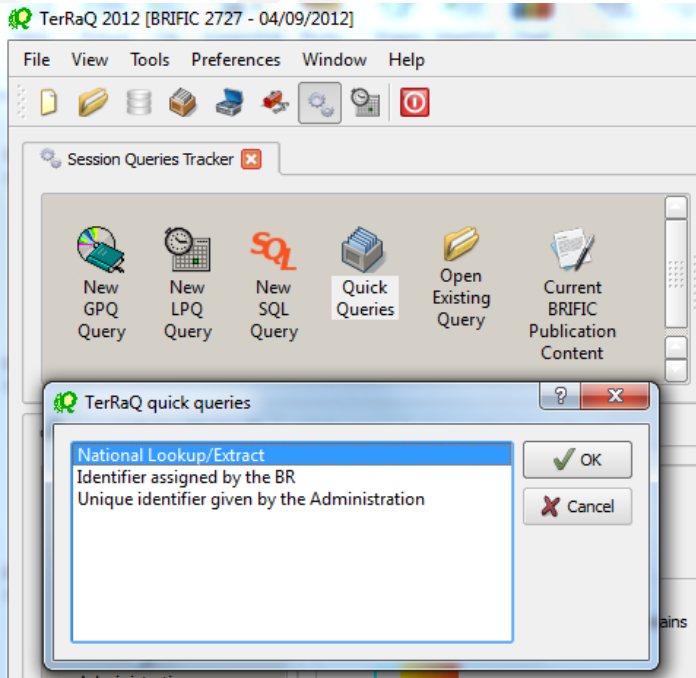 TerRaQ 2012 [BRIFIC 2727 - 04/09/2012]
File View Tools Preferences Window Help
Session Queries Tracker
New GPQ Query
New LPQ Query
SQL
New SQL Query
Quick Queries
Open Existing Query
Current BRIFIC Publication Content
TerRaQ quick queries
National Lookup/Extract
Identifier assigned by the BR
Unique identifier given by the Administration
OK
Cancel